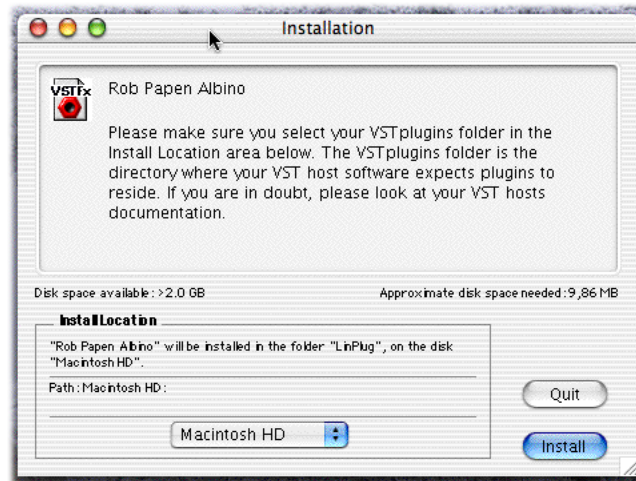 Installation
VSTfx
Rob Papen Albino
Please make sure you select your VSTplugins folder in the
Install Location area below. The VSTplugins folder is the
directory where your VST host software expects plugins to
reside. If you are in doubt, please look at your VST hosts
documentation.
Disk space available: >2.0 GB
Approximate disk space needed: 9,86 MB
Install Location
"Rob Papen Albino" will be installed in the folder "LinPlug", on the disk
"Macintosh HD".
Path: Macintosh HD:
Quit
Macintosh HD
Install